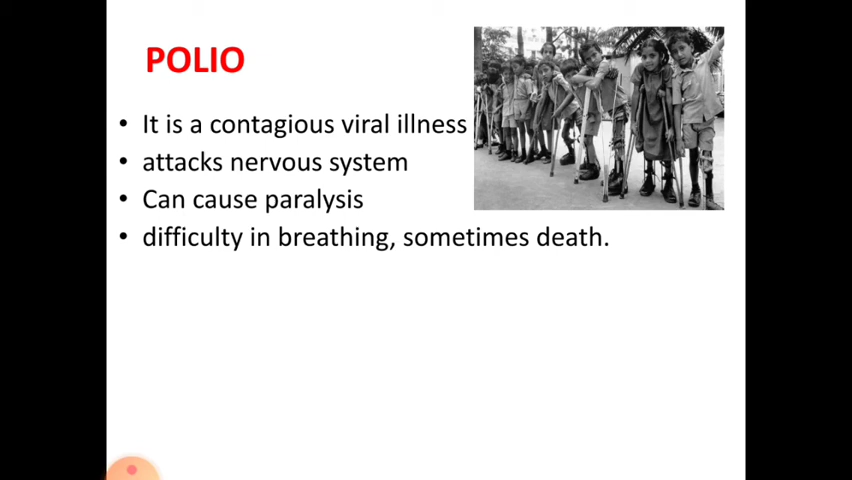 POLIO
• It is a contagious viral illness
• attacks nervous system
• Can cause paralysis
• difficulty in breathing, sometimes death.